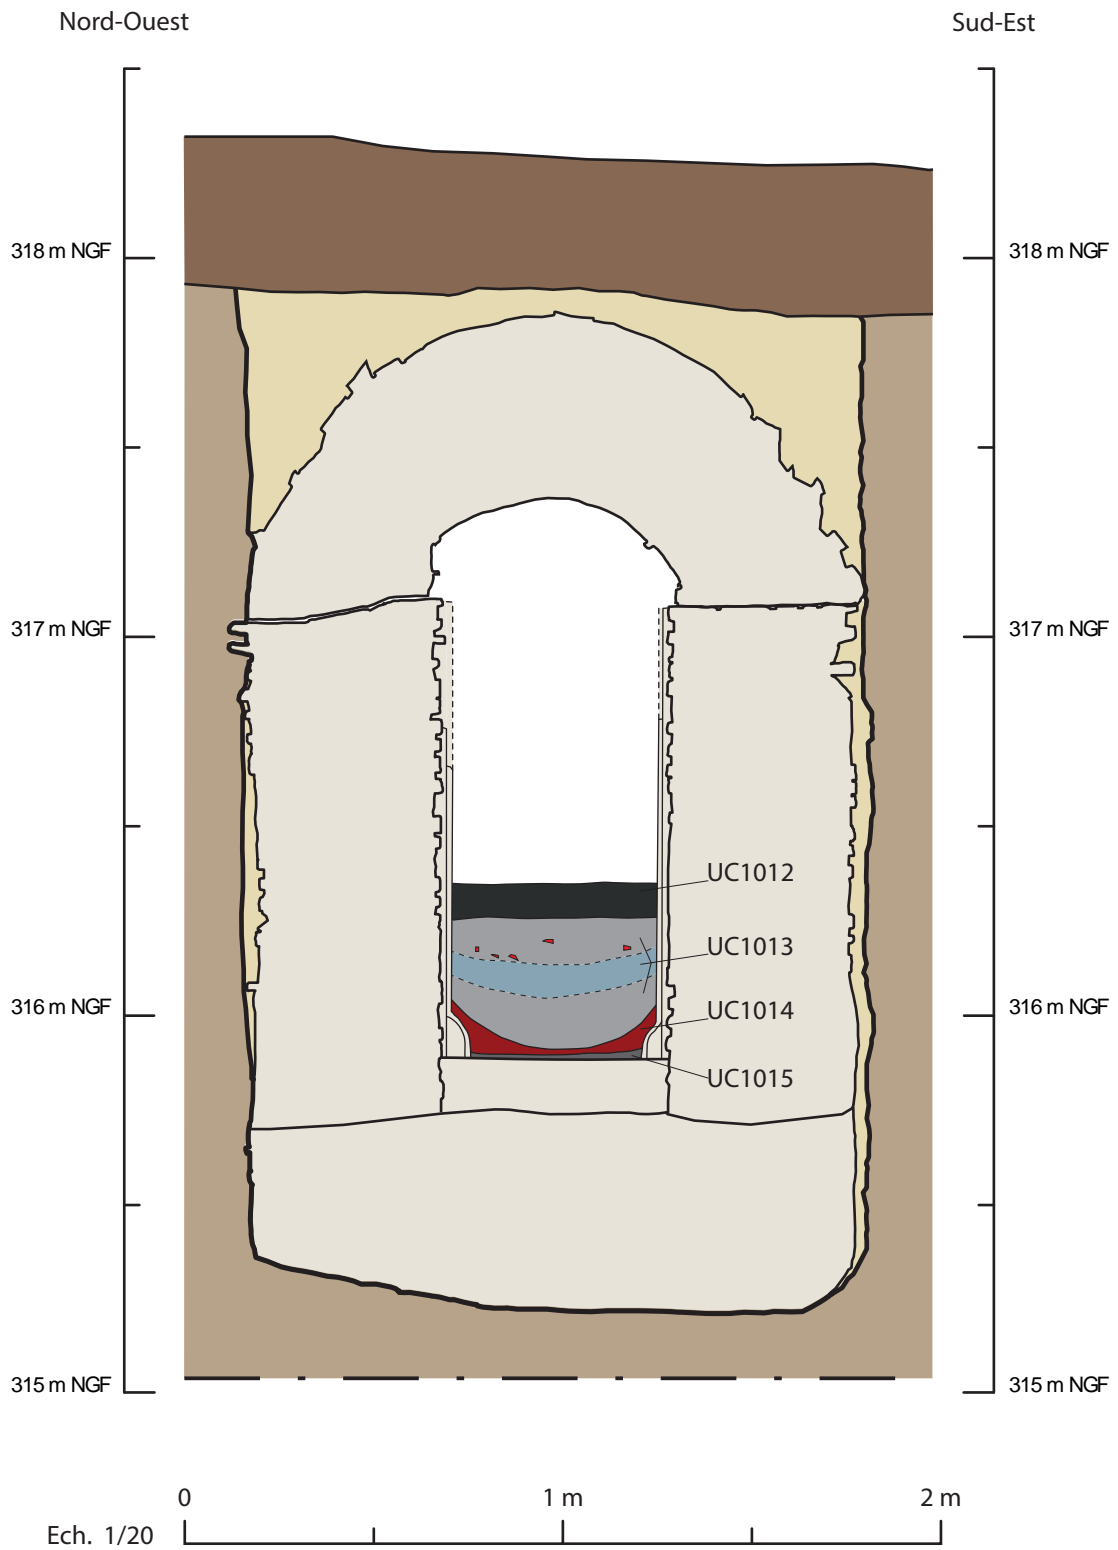 Nord-Ouest
Sud-Est
318 m NGF
318 m NGF
UC1012
UC1013
UC1014
UC1015
317 m NGF
317 m NGF
316 m NGF
316 m NGF
315 m NGF
315 m NGF
0
1 m
2 m
Ech. 1/20